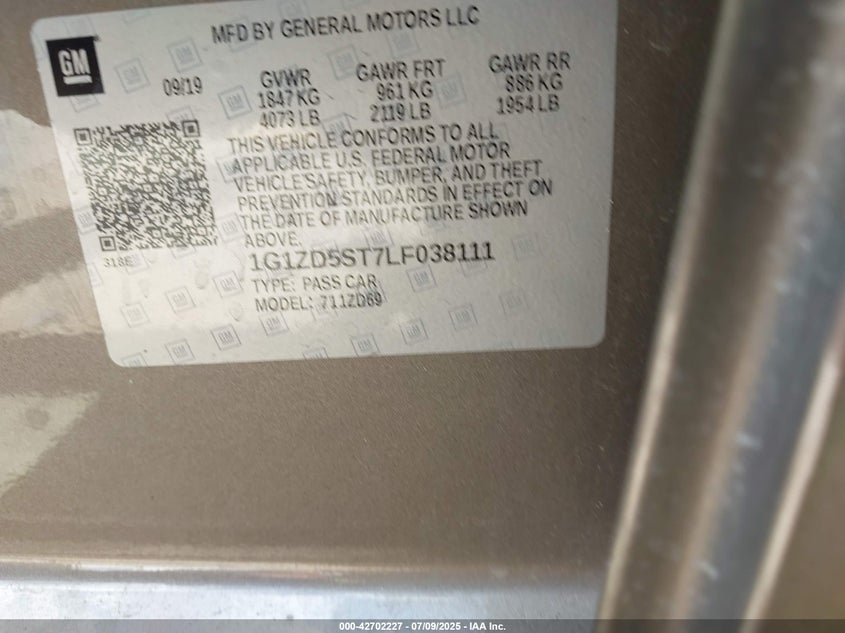 MFD BY GENERAL MOTORS LLC
GM
09/19 GVWR GAWR FRT GAWR RR
1847 KG 961 KG 886 KG
4073 LB 2119 LB 1954 LB
THIS VEHICLE CONFORMS TO ALL
APPLICABLE U.S. FEDERAL MOTOR
VEHICLE SAFETY, BUMPER, AND THEFT
PREVENTION STANDARDS IN EFFECT ON
THE DATE OF MANUFACTURE SHOWN
ABOVE.
318E
1G1ZD5ST7LF038111
TYPE: PASS CAR
MODEL: 711ZD69
000-42702227 - 07/09/2025 - IAA Inc.